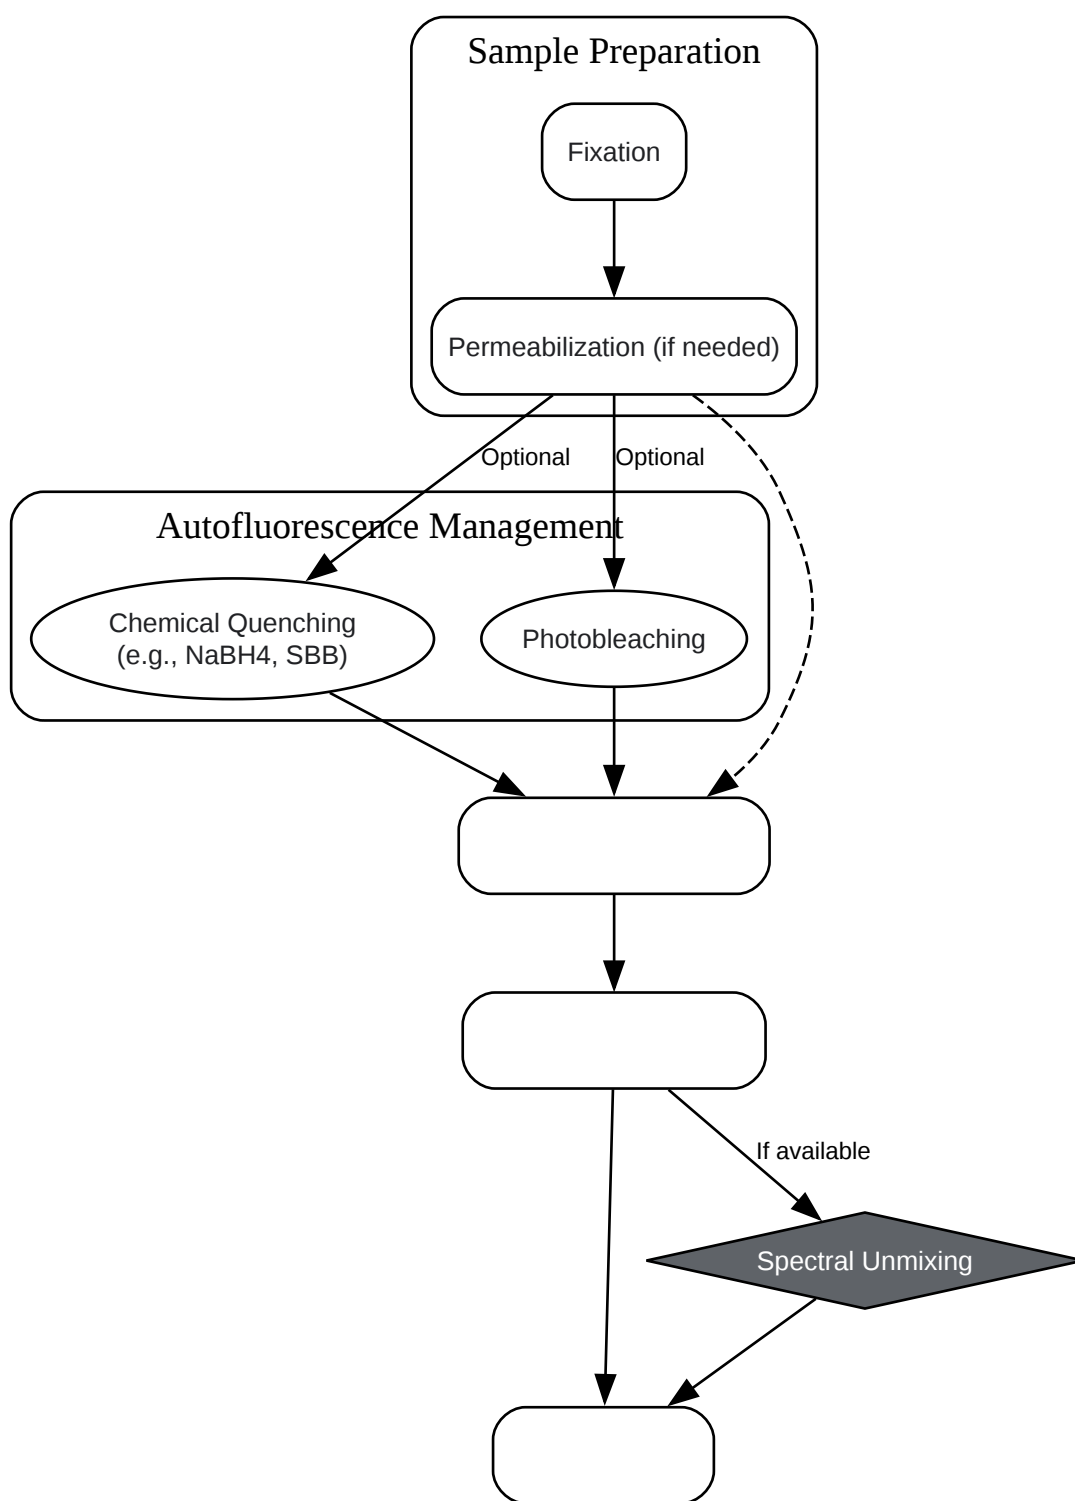 Sample Preparation
Fixation
Permeabilization (if needed)
Optional
Optional
Autofluorescence Management
Chemical Quenching
(e.g., NaBH4, SBB)
Photobleaching
If available
Spectral Unmixing